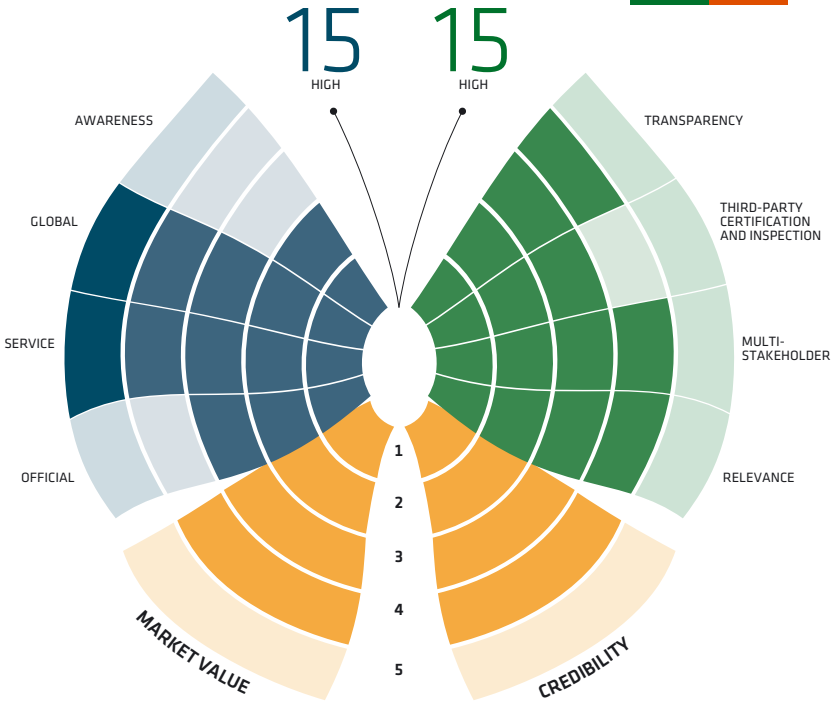 15
15
HIGH
HIGH
AWARENESS
TRANSPARENCY
GLOBAL
THIRD-PARTY
CERTIFICATION
AND INSPECTION
SERVICE
MULTI-
STAKEHOLDER
OFFICIAL
RELEVANCE
1
2
3
4
5
MARKET VALUE
CREDIBILITY